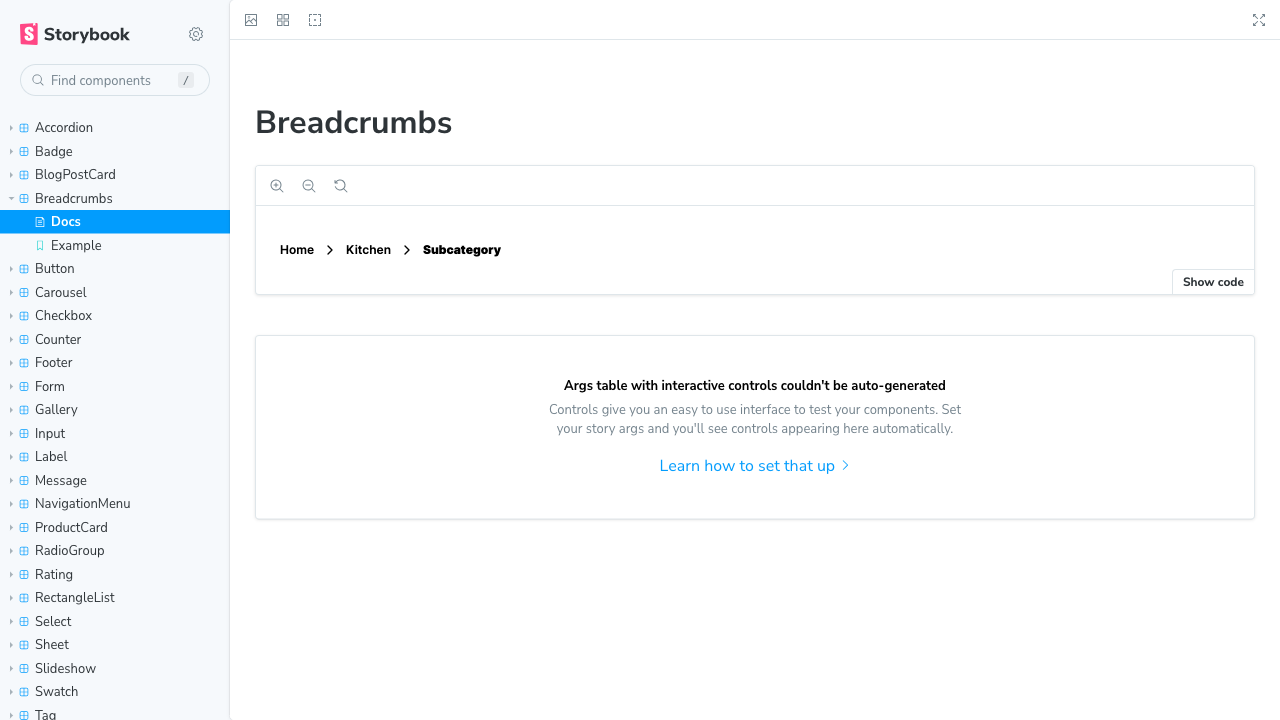 Storybook
Find components /
Accordion
Badge
BlogPostCard
Breadcrumbs
Docs
Example
Button
Carousel
Checkbox
Counter
Footer
Form
Gallery
Input
Label
Message
NavigationMenu
ProductCard
RadioGroup
Rating
RectangleList
Select
Sheet
Slideshow
Swatch
Tag
Breadcrumbs
Home Kitchen Subcategory
Show code
Args table with interactive controls couldn't be auto-generated
Controls give you an easy to use interface to test your components. Set
your story args and you'll see controls appearing here automatically.
Learn how to set that up